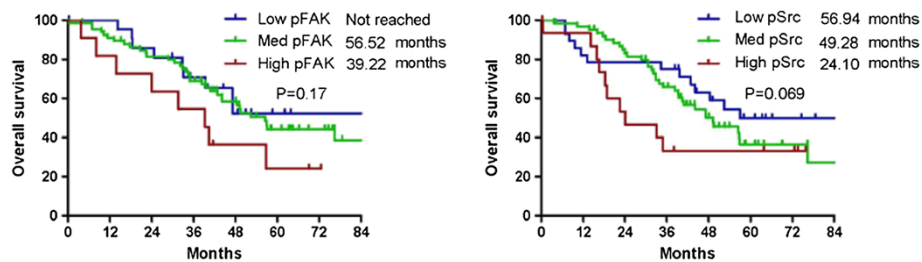 Low pFAK Not reached
Med pFAK 56.52 months
High pFAK 39.22 months
P=0.17
Overall survival
100
80
60
40
20
0
0 12 24 36 48 60 72 84
Months
Low pSrc 56.94 months
Med pSrc 49.28 months
High pSrc 24.10 months
P=0.069
Overall survival
100
80
60
40
20
0
0 12 24 36 48 60 72 84
Months